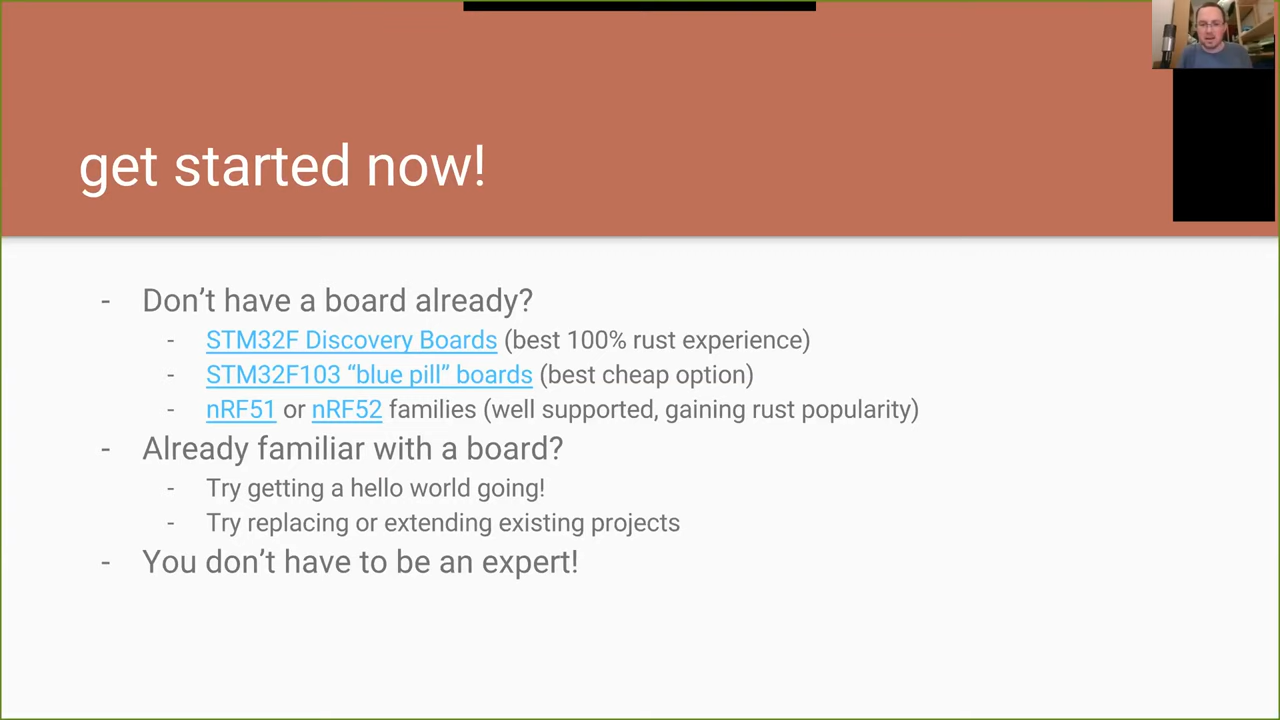 get started now!
- Don’t have a board already?
- STM32F Discovery Boards (best 100% rust experience)
- STM32F103 “blue pill” boards (best cheap option)
- nRF51 or nRF52 families (well supported, gaining rust popularity)
- Already familiar with a board?
- Try getting a hello world going!
- Try replacing or extending existing projects
- You don’t have to be an expert!